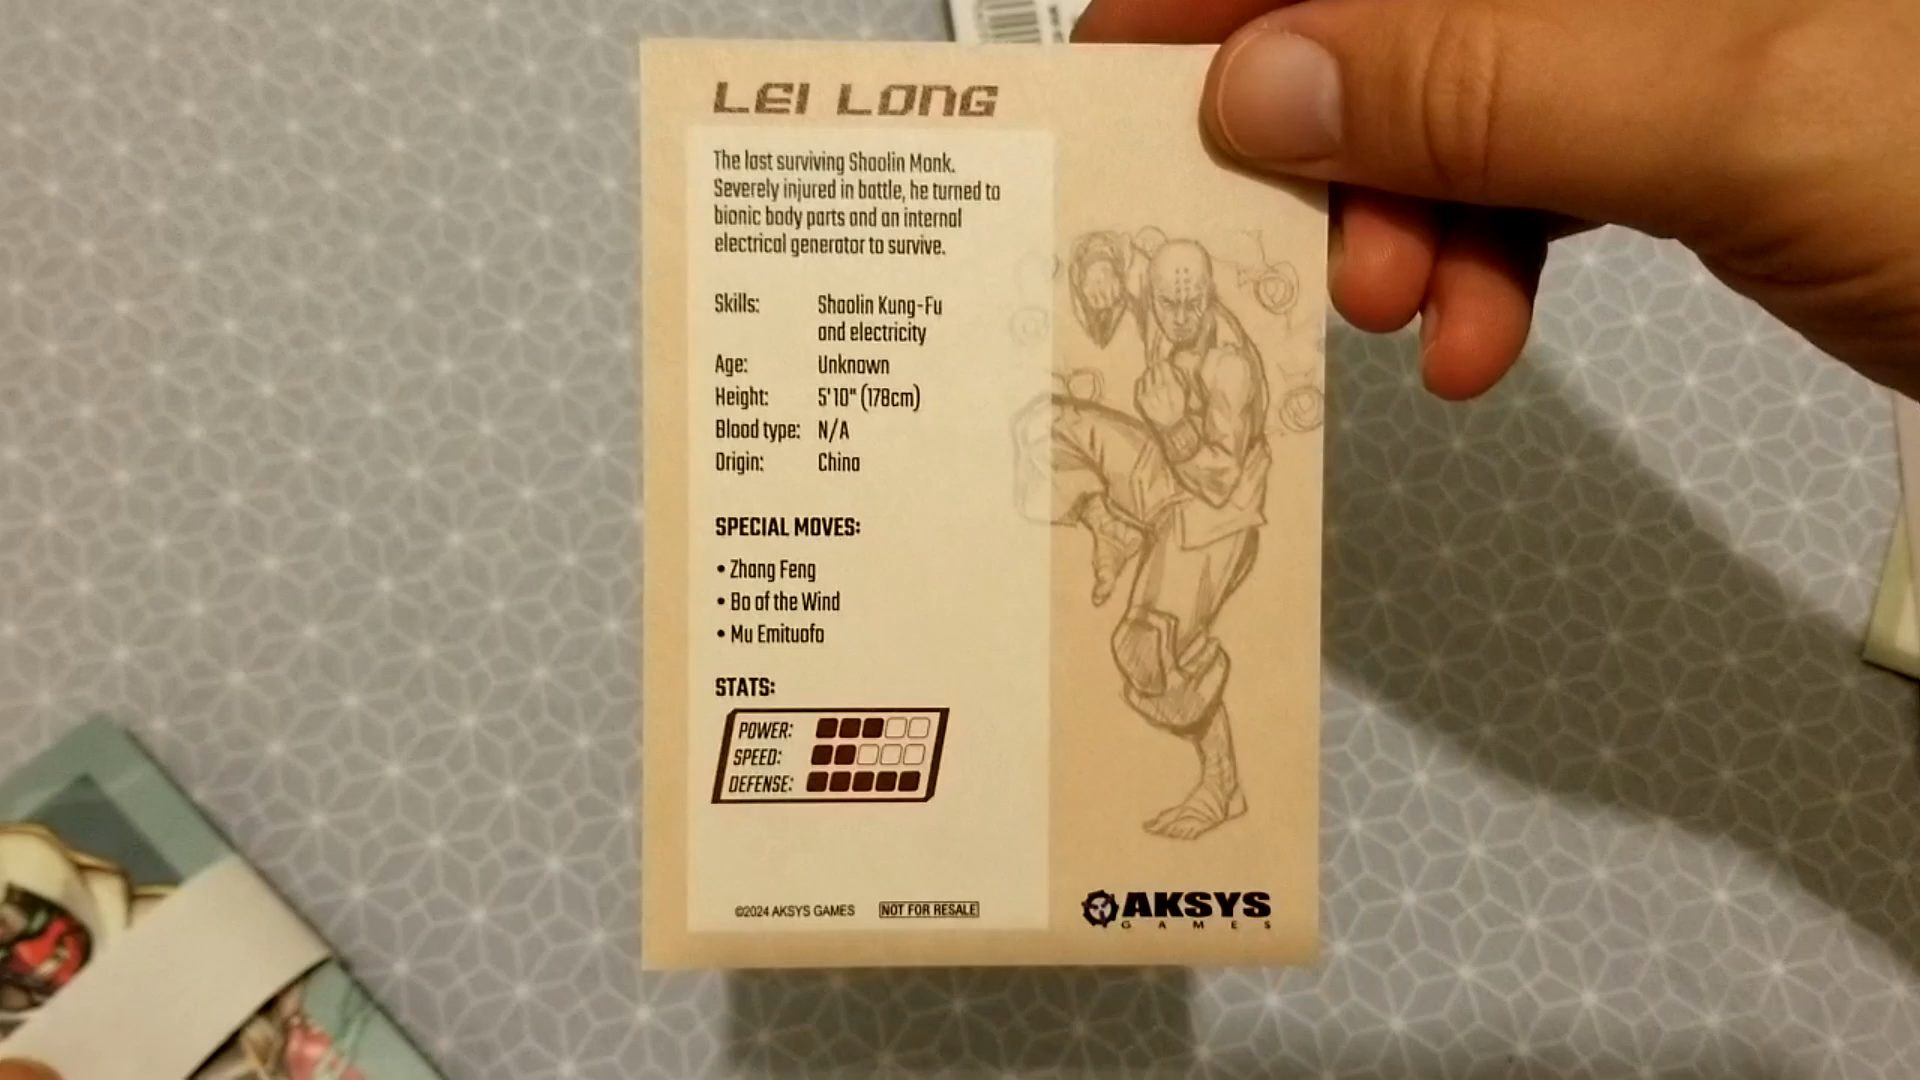 LEI LONG
The last surviving Shaolin Monk.
Severely injured in battle, he turned to
bionic body parts and an internal
electrical generator to survive.
Skills: Shaolin Kung-Fu
and electricity
Age: Unknown
Height: 5'10" (178cm)
Blood type: N/A
Origin: China
SPECIAL MOVES:
• Zhang Feng
• Bo of the Wind
• Mu Emituofo
STATS:
POWER:
SPEED:
DEFENSE:
©2024 AKSYS GAMES NOT FOR RESALE
AKSYS
GAMES